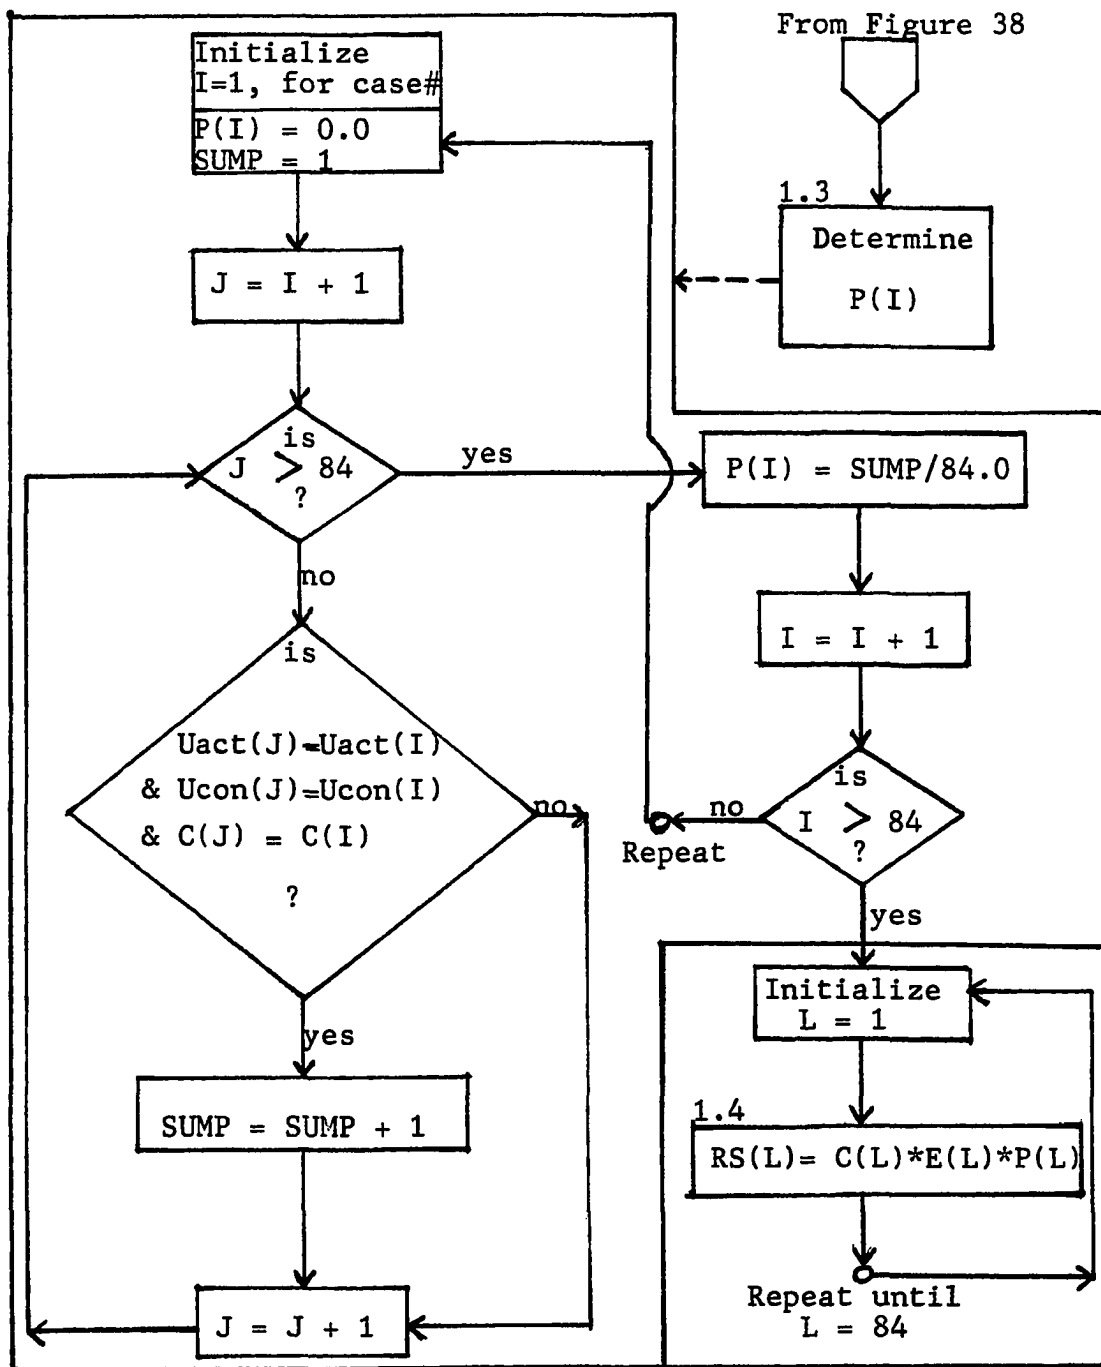 From Figure 38
Initialize
I=1, for case#
P(I) = 0.0
SUMP = 1
1.3
Determine
P(I)
J = I + 1
is
J > 84
?
yes
no
P(I) = SUMP/84.0
I = I + 1
is
Uact(J)=Uact(I)
& Ucon(J)=Ucon(I)
& C(J) = C(I)
?
no
yes
is
I > 84
?
no
Repeat
yes
SUMP = SUMP + 1
J = J + 1
Initialize
L = 1
1.4
RS(L)= C(L)*E(L)*P(L)
Repeat until
L = 84